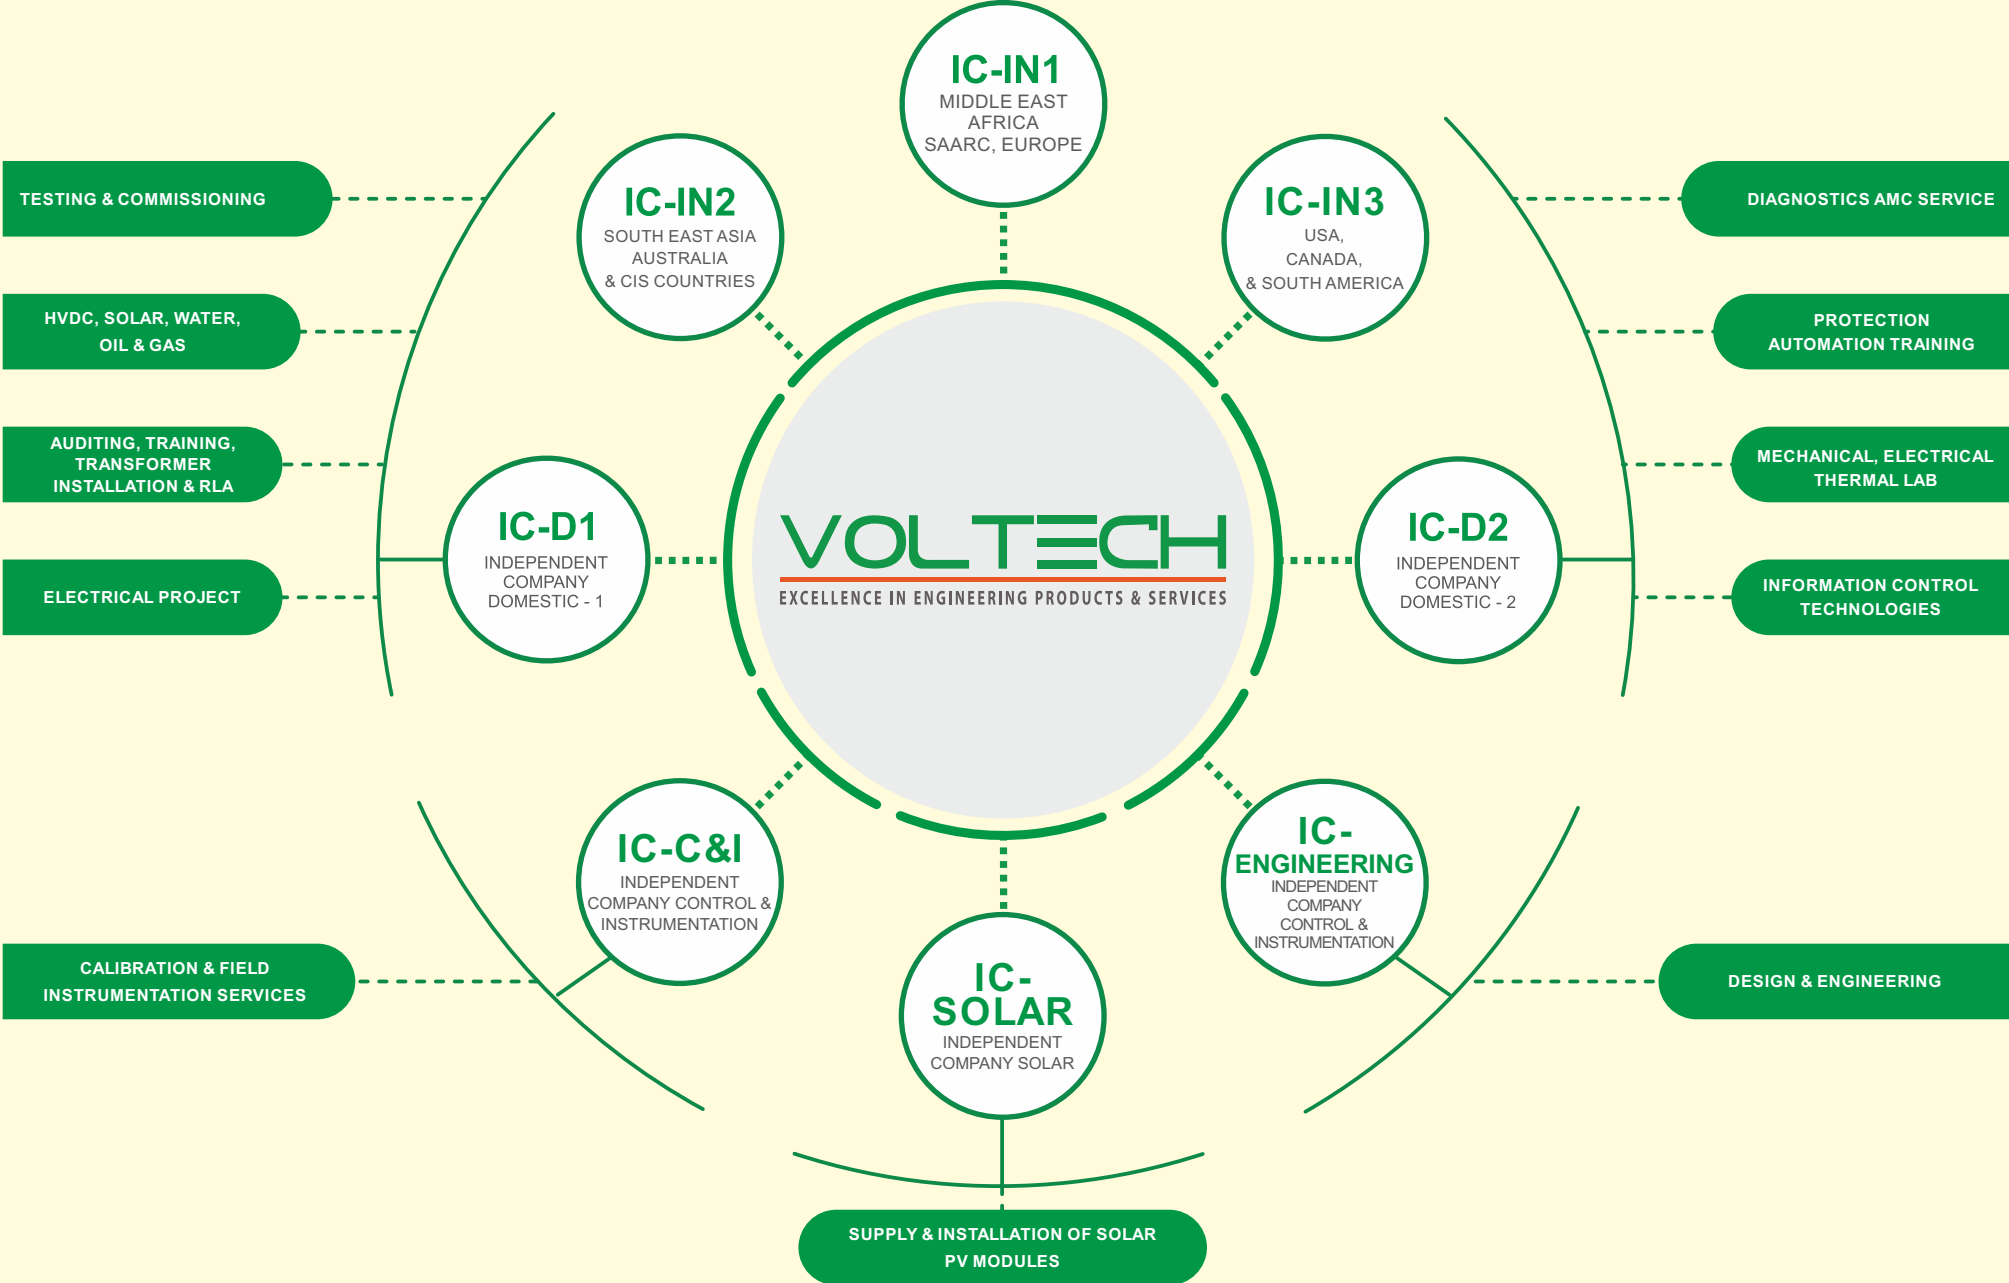 IC-IN1
MIDDLE EAST
AFRICA
SAARC, EUROPE
IC-IN2
SOUTH EAST ASIA
AUSTRALIA
& CIS COUNTRIES
IC-IN3
USA,
CANADA,
& SOUTH AMERICA
TESTING & COMMISSIONING
HVDC, SOLAR, WATER,
OIL & GAS
AUDITING, TRAINING,
TRANSFORMER
INSTALLATION & RLA
ELECTRICAL PROJECT
DIAGNOSTICS AMC SERVICE
PROTECTION
AUTOMATION TRAINING
MECHANICAL, ELECTRICAL
THERMAL LAB
INFORMATION CONTROL
TECHNOLOGIES
IC-D1
INDEPENDENT
COMPANY
DOMESTIC - 1
VOLTECH
EXCELLENCE IN ENGINEERING PRODUCTS & SERVICES
IC-D2
INDEPENDENT
COMPANY
DOMESTIC - 2
IC-C&I
INDEPENDENT
COMPANY CONTROL &
INSTRUMENTATION
IC-
ENGINEERING
INDEPENDENT
COMPANY
CONTROL &
INSTRUMENTATION
IC-
SOLAR
INDEPENDENT
COMPANY SOLAR
CALIBRATION & FIELD
INSTRUMENTATION SERVICES
DESIGN & ENGINEERING
SUPPLY & INSTALLATION OF SOLAR
PV MODULES